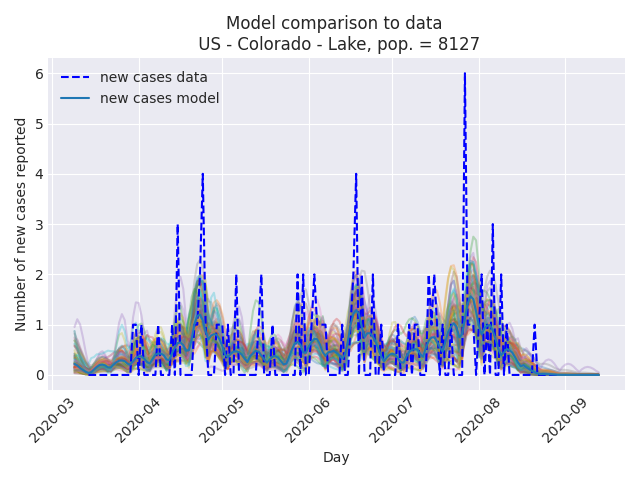 Model comparison to data
US - Colorado - Lake, pop. = 8127
new cases data
new cases model
Number of new cases reported
6
5
4
3
2
1
0
2020-03
2020-04
2020-05
2020-06
2020-07
2020-08
2020-09
Day